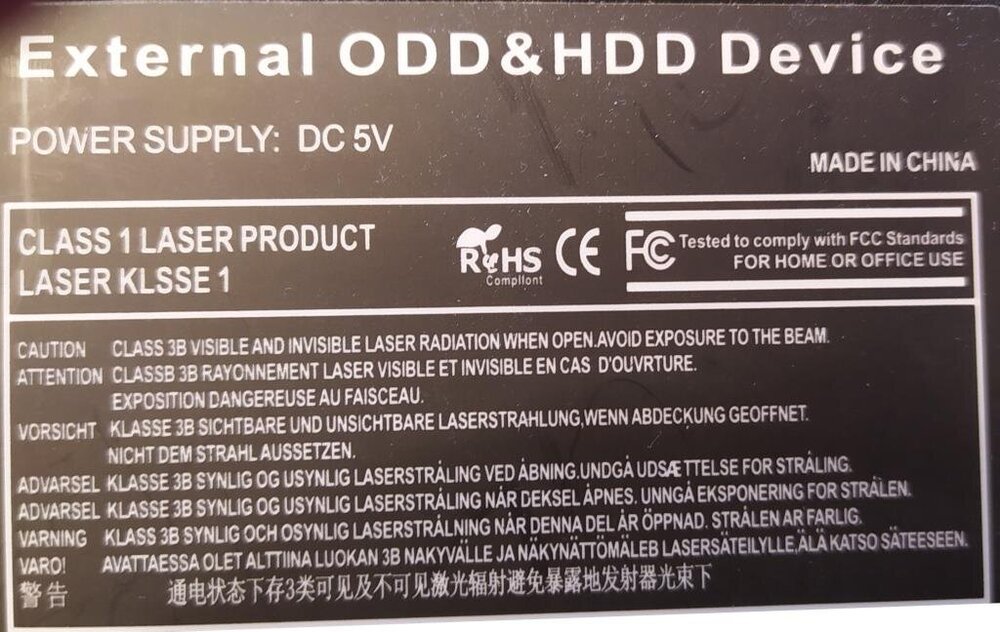 External ODD&HDD Device
POWER SUPPLY: DC 5V
MADE IN CHINA
CLASS 1 LASER PRODUCT
LASER KLSSE 1
RoHS
Compliont
CE
FC
Tested to comply with FCC Standards
FOR HOME OR OFFICE USE
CAUTION CLASS 3B VISIBLE AND INVISIBLE LASER RADIATION WHEN OPEN.AVOID EXPOSURE TO THE BEAM.
ATTENTION CLASSB 3B RAYONNEMENT LASER VISIBLE ET INVISIBLE EN CAS D'OUVRTURE.
EXPOSITION DANGEREUSE AU FAISCEAU.
VORSICHT KLASSE 3B SICHTBARE UND UNSICHTBARE LASERSTRAHLUNG,WENN ABDECKUNG GEOFFNET.
NICHT DEM STRAHL AUSSETZEN.
ADVARSEL KLASSE 3B SYNLIG OG USYNLIG LASERSTRÅLING VED ÅBNING.UNDGÅ UDSÆTTELSE FOR STRÅLING.
ADVARSEL KLASSE 3B SYNLIG OG USYNLIG LASERSTRÅLING NÅR DEKSEL ÅPNES. UNNGÅ EKSPONERING FOR STRÅLEN.
VARNING KLASS 3B SYNLIG OCH OSYNLIG LASERSTRÅLNING NÅR DENNA DEL ÅR ÖPPNAD. STRÅLEN AR FARLIG.
VARO! AVATTAESSA OLET ALTTIINA LUOKAN 3B NAKYVÄLLE JA NÄKYNÄTTÖMÄLEB LASERSÄTEILYLLE,ÄLÄ KATSO SÄTEESEEN.
警告 通电状态下存3类可见及不可见激光辐射避免暴露地发射器光束下